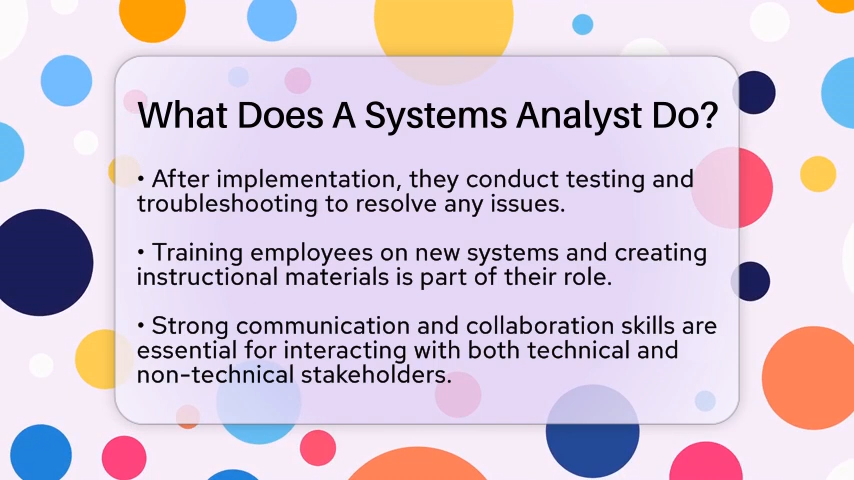 What Does A Systems Analyst Do?
• After implementation, they conduct testing and
troubleshooting to resolve any issues.
• Training employees on new systems and creating
instructional materials is part of their role.
• Strong communication and collaboration skills are
essential for interacting with both technical and
non-technical stakeholders.